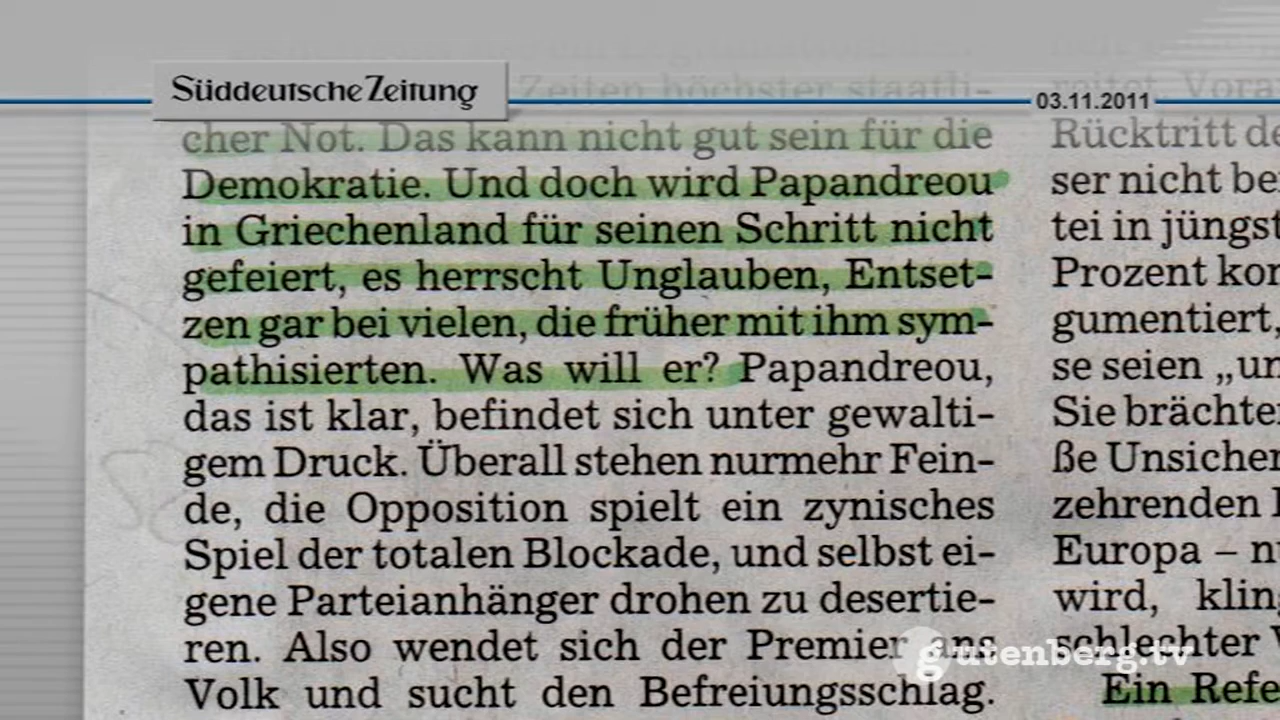 Süddeutsche Zeitung
03.11.2011
Zeiten höchster staatli-
cher Not. Das kann nicht gut sein für die
Demokratie. Und doch wird Papandreou
in Griechenland für seinen Schritt nicht
gefeiert, es herrscht Unglauben, Entset-
zen gar bei vielen, die früher mit ihm sym-
pathisierten. Was will er? Papandreou,
das ist klar, befindet sich unter gewalti-
gem Druck. Überall stehen nurmehr Fein-
de, die Opposition spielt ein zynisches
Spiel der totalen Blockade, und selbst ei-
gene Parteianhänger drohen zu desertie-
ren. Also wendet sich der Premier ans
Volk und sucht den Befreiungsschlag.
reitet. Vora
Rücktritt de
ser nicht be
tei in jüngst
Prozent kon
gumentiert,
se seien „un
Sie brächte
ße Unsicher
zehrenden
Europa – nu
wird, kling
schlechter
Ein Refe
gutenberg.tv